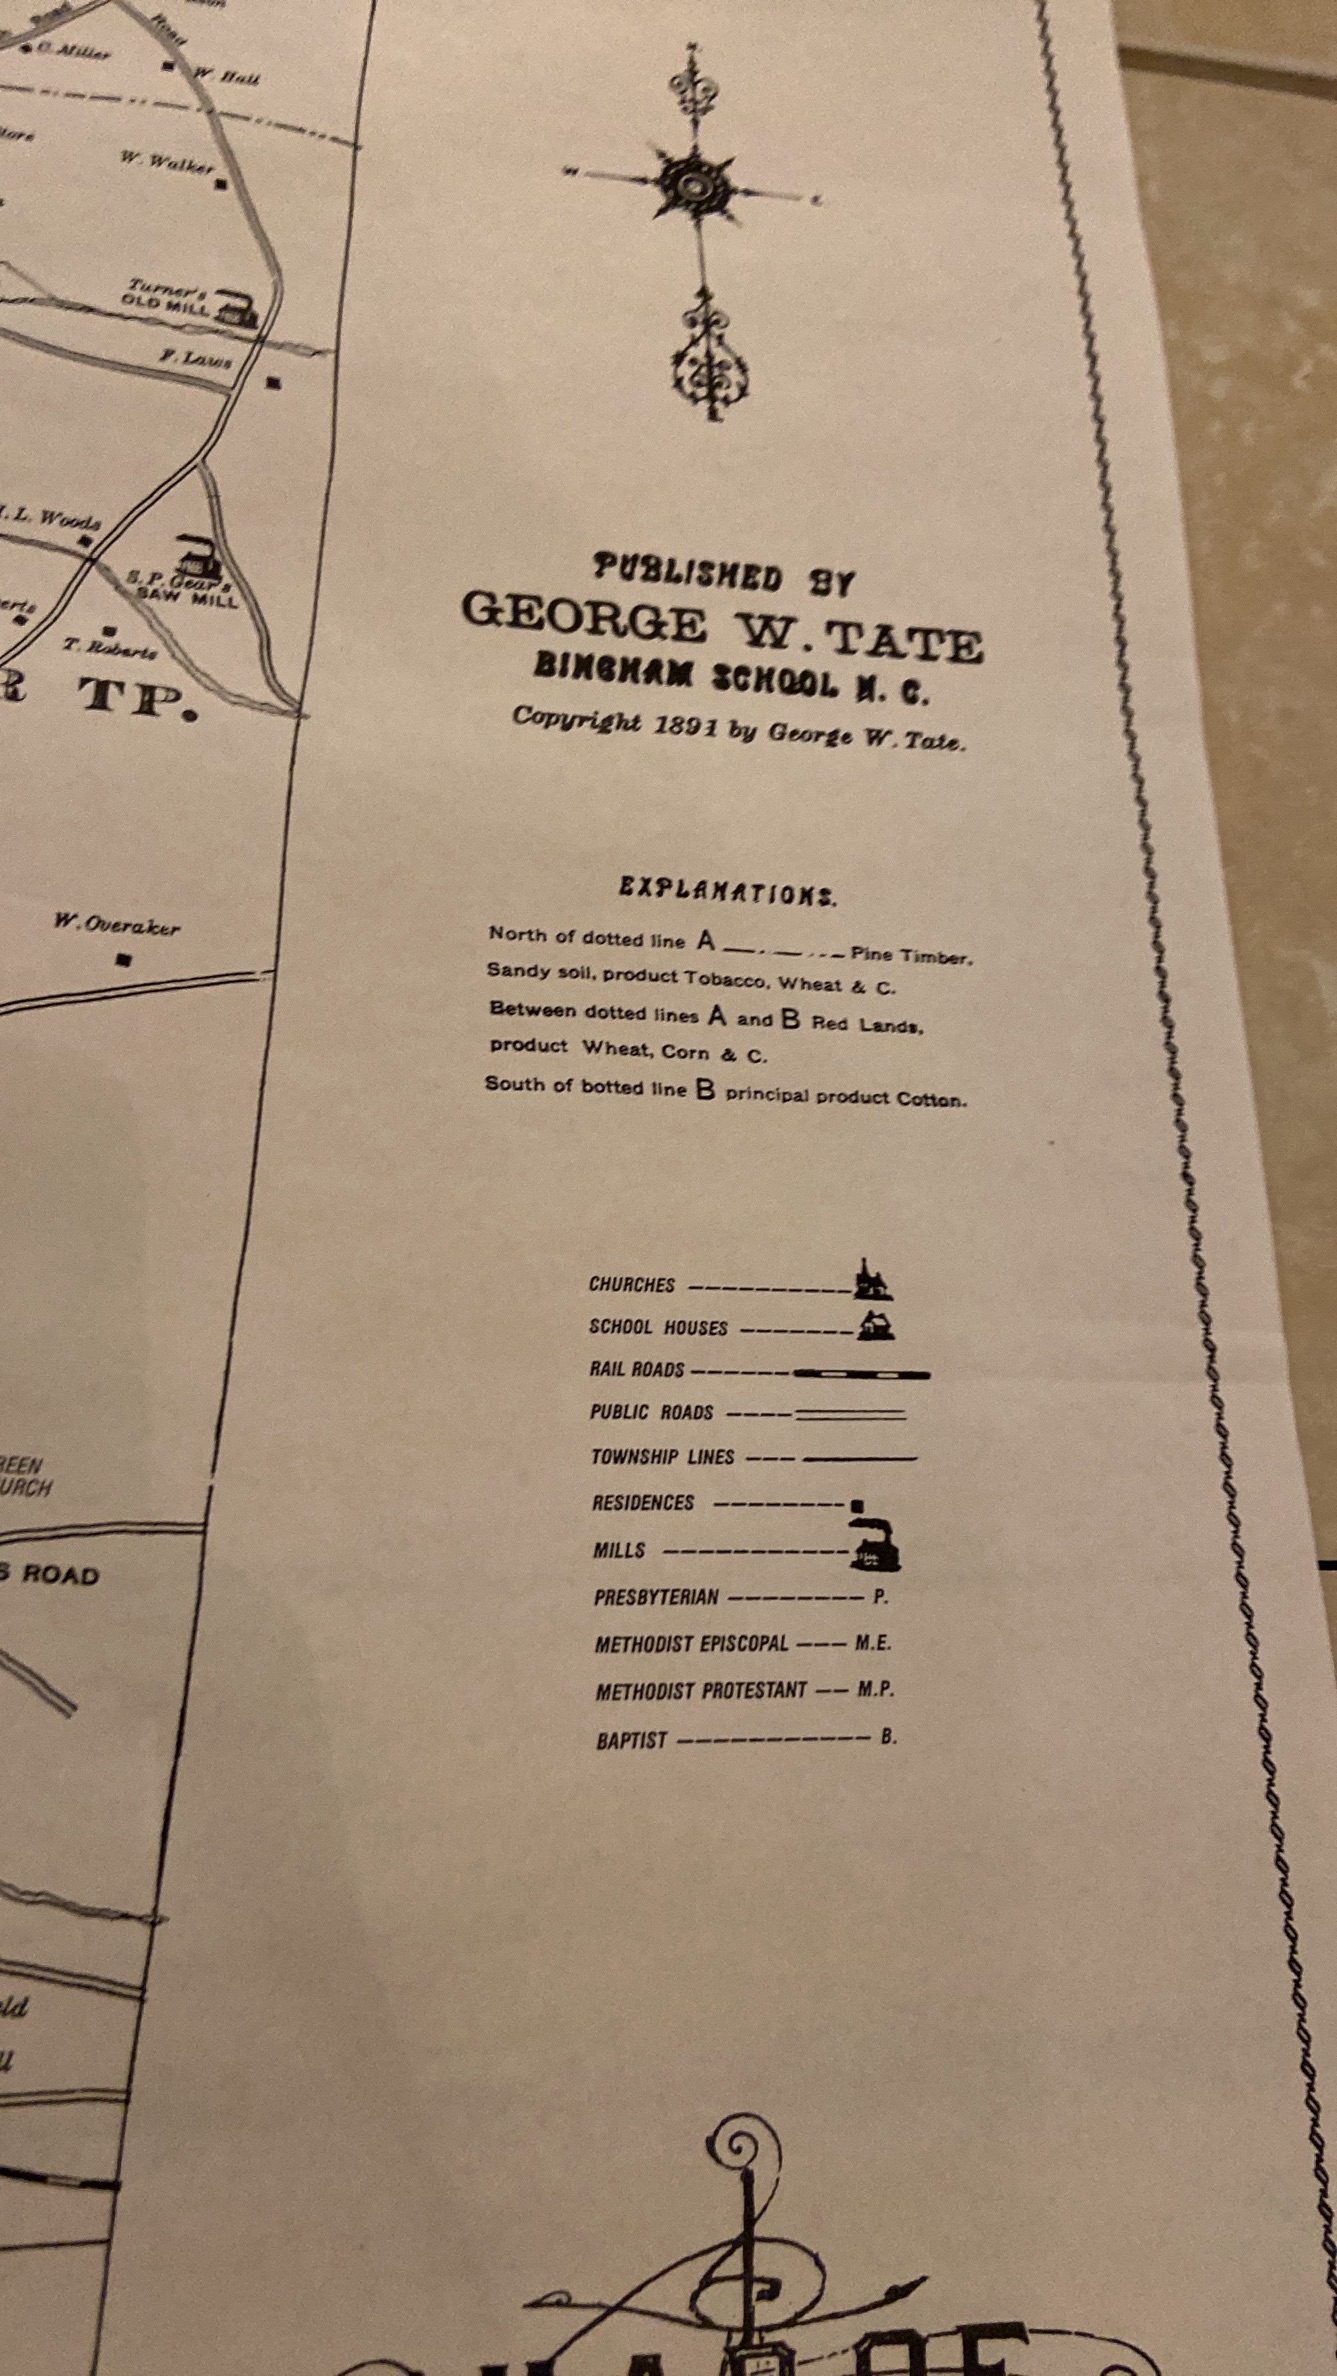 Road
C. Miller
W. Hall
W. Walker
Turner's
OLD MILL
F. Laws
L. Woods
S. P. Gear's
SAW MILL
T. Roberts
TP.
W. Overaker
S ROAD
N
W
E
PUBLISHED BY
GEORGE W. TATE
BINGHAM SCHOOL N. C.
Copyright 1891 by George W. Tate.
EXPLANATIONS.
North of dotted line A __ . _ . . . _ Pine Timber,
Sandy soil, product Tobacco, Wheat & C.
Between dotted lines A and B Red Lands,
product Wheat, Corn & C.
South of botted line B principal product Cotton.
CHURCHES
SCHOOL HOUSES
RAIL ROADS
PUBLIC ROADS
TOWNSHIP LINES
RESIDENCES
MILLS
PRESBYTERIAN -------- P.
METHODIST EPISCOPAL --- M.E.
METHODIST PROTESTANT -- M.P.
BAPTIST ----------- B.